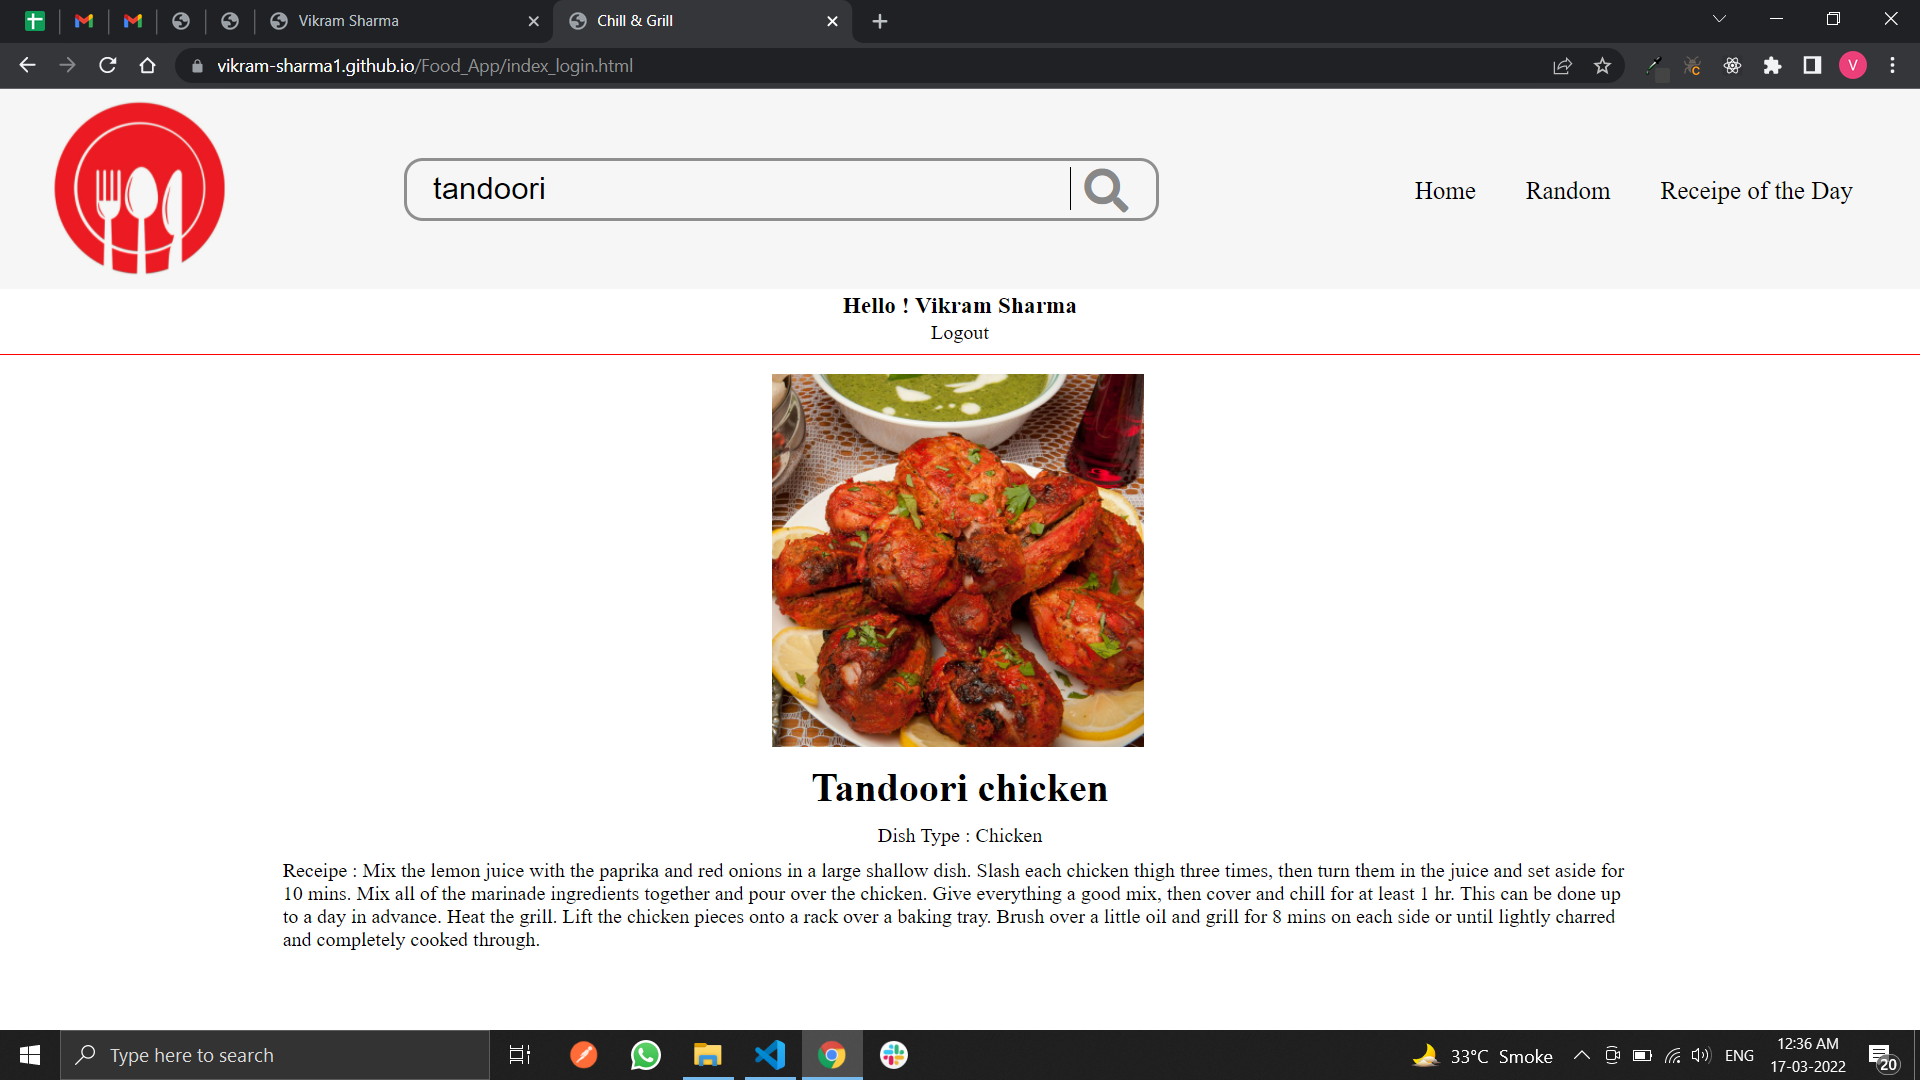 Vikram Sharma
Chill & Grill
vikram-sharma1.github.io/Food_App/index_login.html
V
tandoori
Home
Random
Receipe of the Day
Hello ! Vikram Sharma
Logout
Tandoori chicken
Dish Type : Chicken
Receipe : Mix the lemon juice with the paprika and red onions in a large shallow dish. Slash each chicken thigh three times, then turn them in the juice and set aside for
10 mins. Mix all of the marinade ingredients together and pour over the chicken. Give everything a good mix, then cover and chill for at least 1 hr. This can be done up
to a day in advance. Heat the grill. Lift the chicken pieces onto a rack over a baking tray. Brush over a little oil and grill for 8 mins on each side or until lightly charred
and completely cooked through.
Type here to search
33°C Smoke
ENG
12:36 AM
17-03-2022
20